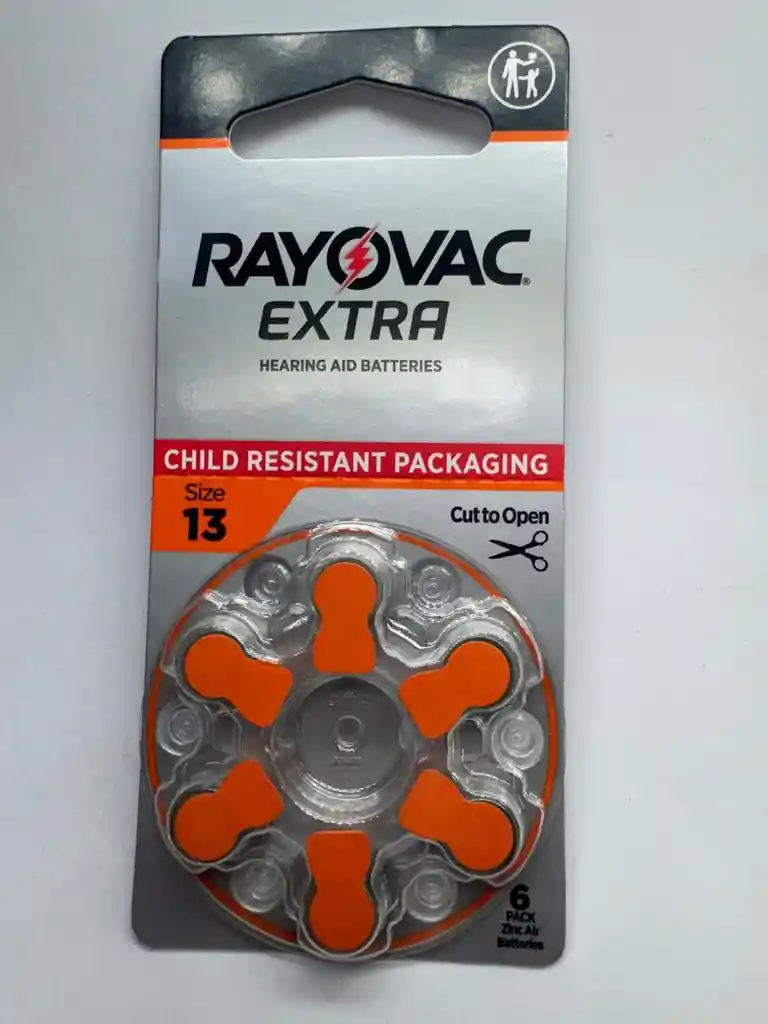 RAYOVAC®
EXTRA
HEARING AID BATTERIES
CHILD RESISTANT PACKAGING
Size
13
Cut to Open
6
PACK
Zinc Air
Batteries